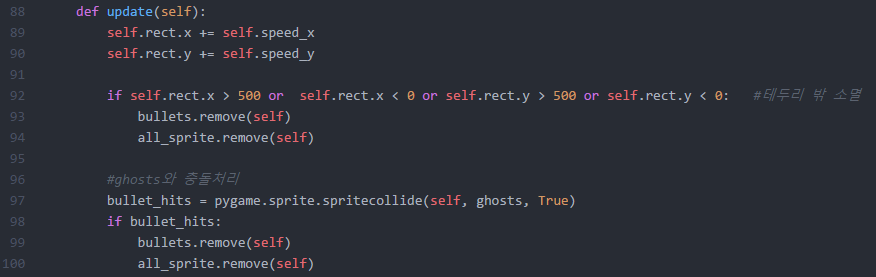 88 def update(self):
89 self.rect.x += self.speed_x
90 self.rect.y += self.speed_y
91
92 if self.rect.x > 500 or  self.rect.x < 0 or self.rect.y > 500 or self.rect.y < 0:   #테두리 밖 소멸
93 bullets.remove(self)
94 all_sprite.remove(self)
95
96 #ghosts와 충돌처리
97 bullet_hits = pygame.sprite.spritecollide(self, ghosts, True)
98 if bullet_hits:
99 bullets.remove(self)
100 all_sprite.remove(self)